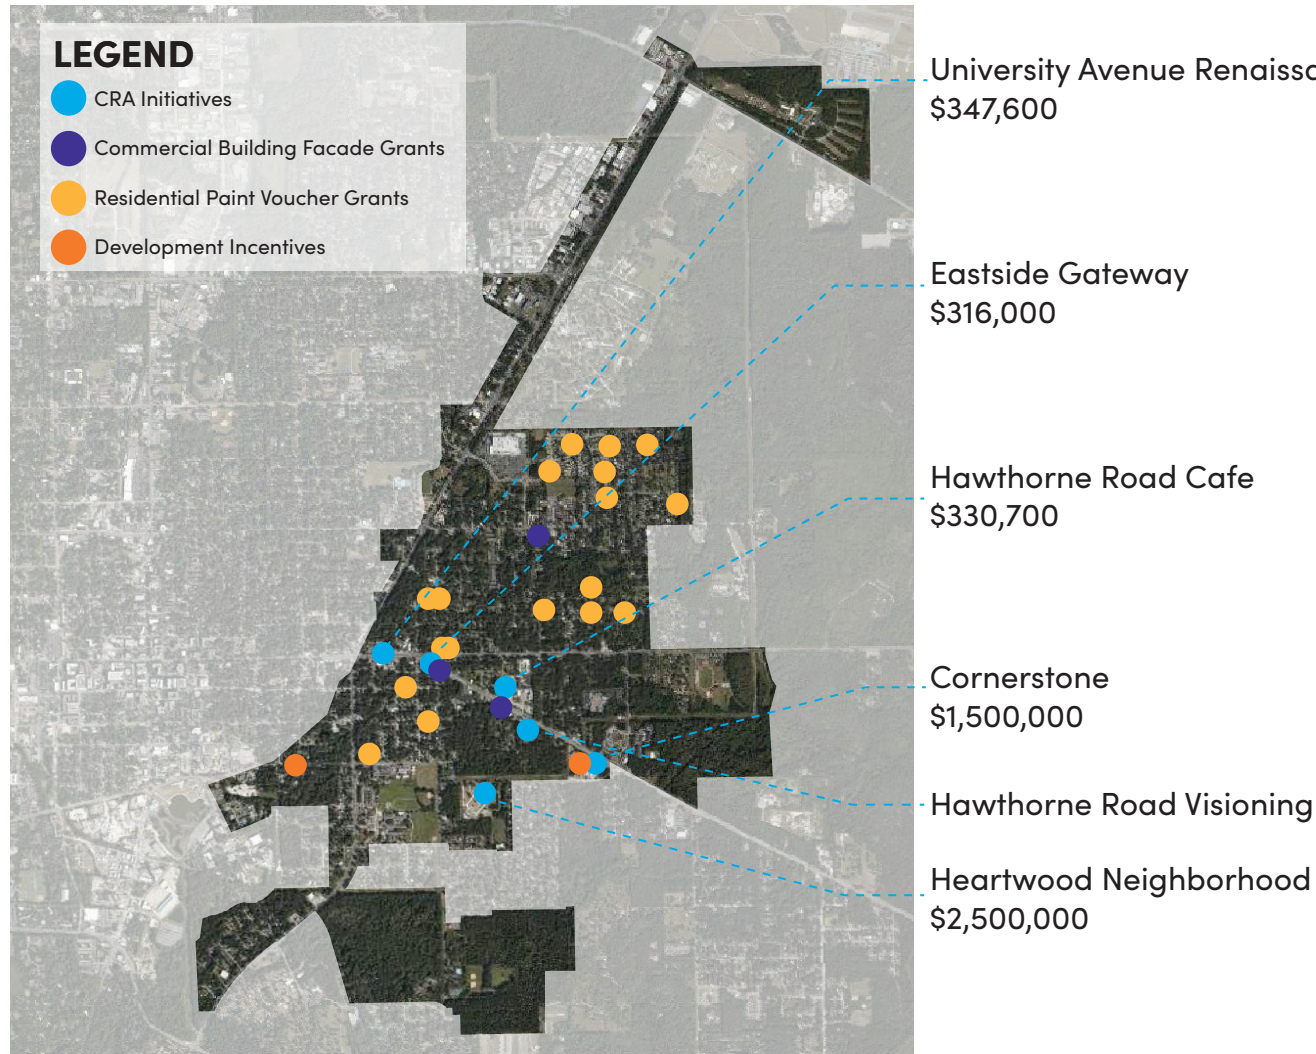 LEGEND
CRA Initiatives
Commercial Building Facade Grants
Residential Paint Voucher Grants
Development Incentives
University Avenue
$347,600
Eastside Gateway
$316,000
Hawthorne Road Cafe
$330,700
Cornerstone
$1,500,000
Hawthorne Road Visioning
Heartwood Neighborhood
$2,500,000